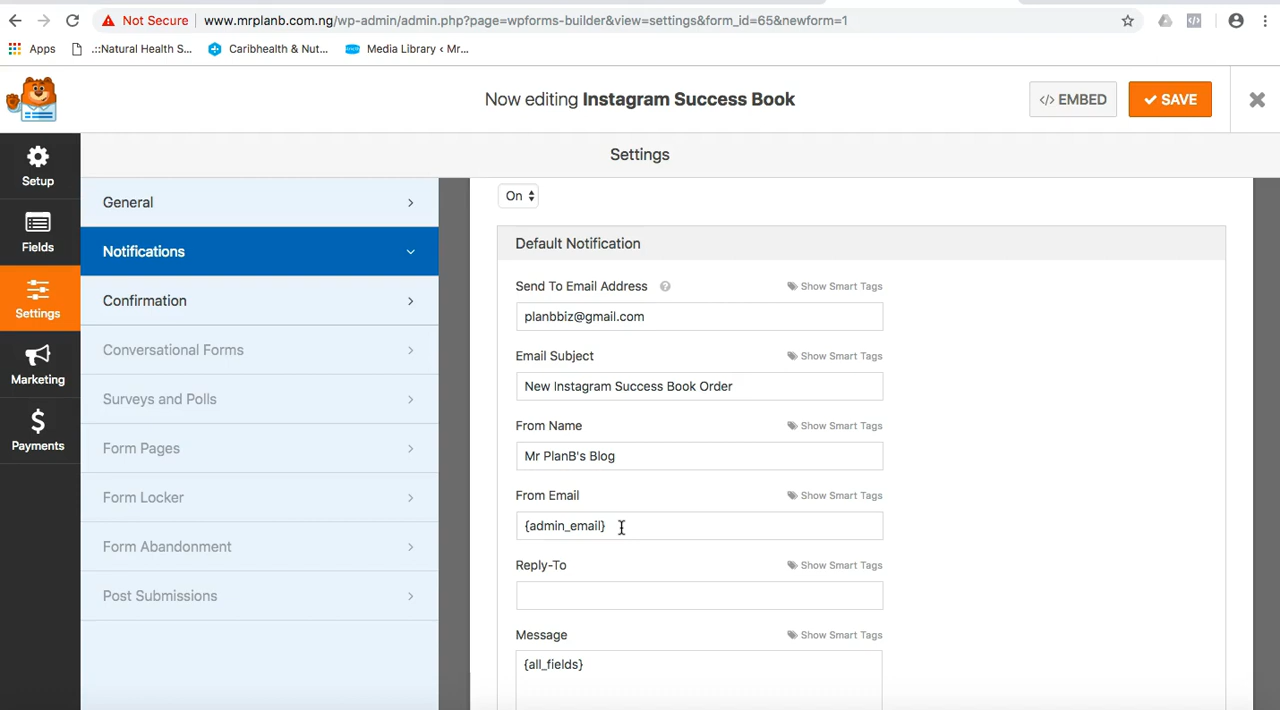 Not Secure
www.mrplanb.com.ng/wp-admin/admin.php?page=wpforms-builder&view=settings&form_id=65&newform=1
Apps
.::Natural Health S...
Caribhealth & Nut...
Media Library ‹ Mr...
Now editing Instagram Success Book
</> EMBED
SAVE
Settings
Setup
Fields
Settings
Marketing
Payments
General
Notifications
Confirmation
Conversational Forms
Surveys and Polls
Form Pages
Form Locker
Form Abandonment
Post Submissions
On
Default Notification
Send To Email Address
Show Smart Tags
planbbiz@gmail.com
Email Subject
Show Smart Tags
New Instagram Success Book Order
From Name
Show Smart Tags
Mr PlanB's Blog
From Email
Show Smart Tags
{admin_email}
Reply-To
Show Smart Tags
Message
Show Smart Tags
{all_fields}